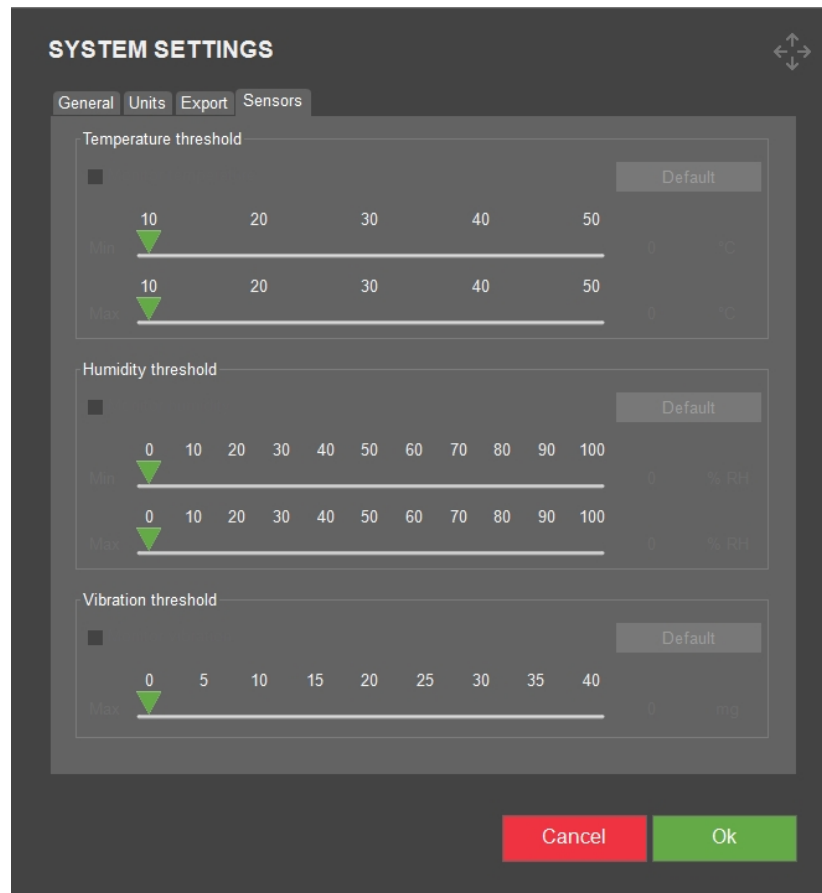 SYSTEM SETTINGS
General Units Export Sensors
Temperature threshold
Default
10 20 30 40 50
Min 0 °C
10 20 30 40 50
Max 0 °C
Humidity threshold
Default
0 10 20 30 40 50 60 70 80 90 100
Min 0 % RH
0 10 20 30 40 50 60 70 80 90 100
Max 0 % RH
Vibration threshold
Default
0 5 10 15 20 25 30 35 40
Max 0 mg
Cancel Ok